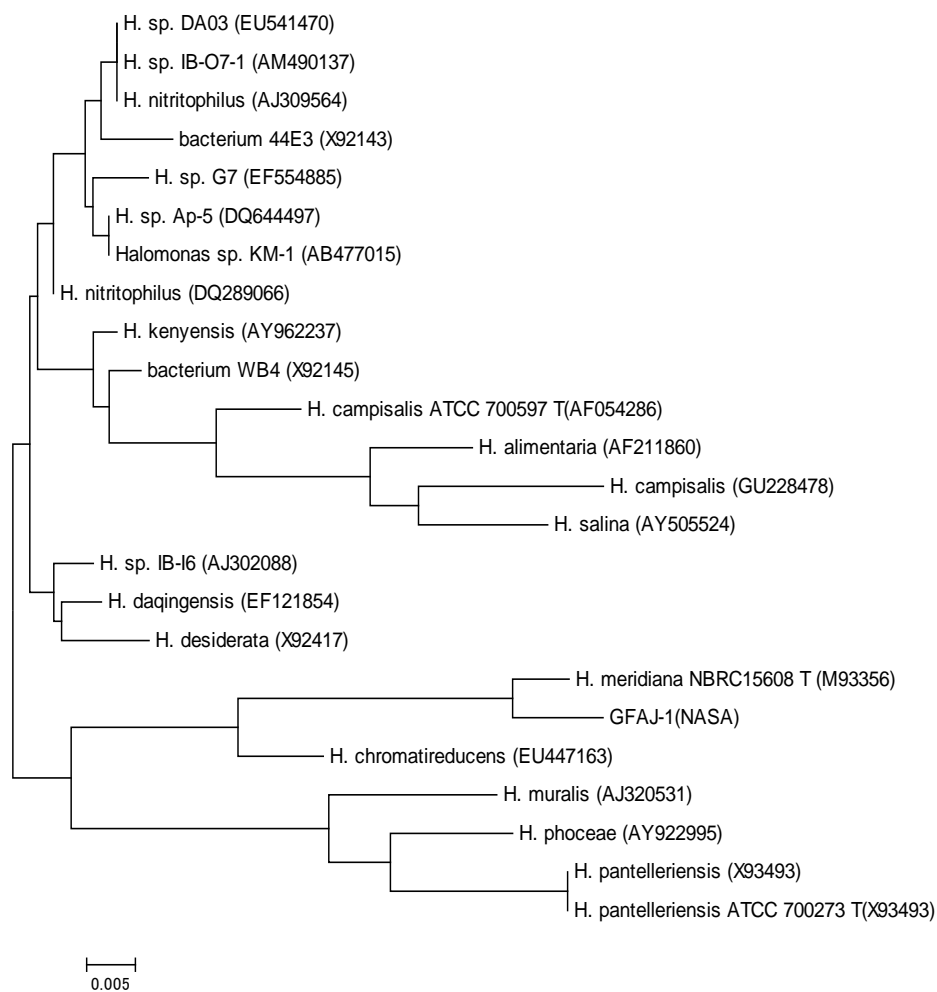 H. sp. DA03 (EU541470)
H. sp. IB-O7-1 (AM490137)
H. nitritophilus (AJ309564)
bacterium 44E3 (X92143)
H. sp. G7 (EF554885)
H. sp. Ap-5 (DQ644497)
Halomonas sp. KM-1 (AB477015)
H. nitritophilus (DQ289066)
H. kenyensis (AY962237)
bacterium WB4 (X92145)
H. campisalis ATCC 700597 T(AF054286)
H. alimentaria (AF211860)
H. campisalis (GU228478)
H. salina (AY505524)
H. sp. IB-I6 (AJ302088)
H. daqingensis (EF121854)
H. desiderata (X92417)
H. meridiana NBRC15608 T (M93356)
GFAJ-1(NASA)
H. chromatireducens (EU447163)
H. muralis (AJ320531)
H. phoceae (AY922995)
H. pantelleriensis (X93493)
H. pantelleriensis ATCC 700273 T(X93493)
0.005